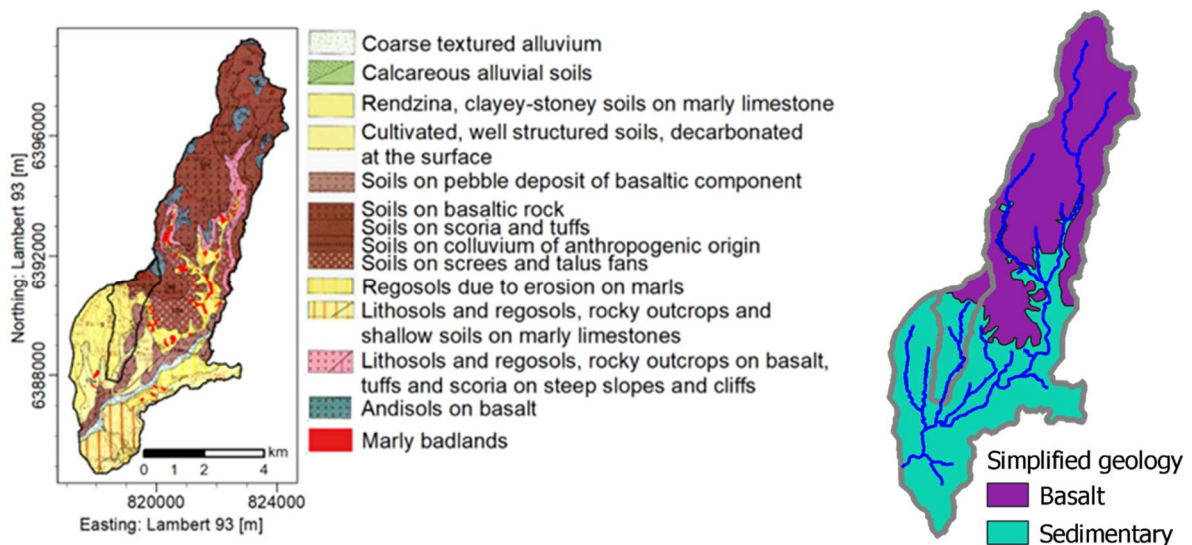 Northing: Lambert 93 [m]
6396000
6392000
6388000
820000
824000
Easting: Lambert 93 [m]
km
0 1 2 4
Coarse textured alluvium
Calcareous alluvial soils
Rendzina, clayey-stoney soils on marly limestone
Cultivated, well structured soils, decarbonated
at the surface
Soils on pebble deposit of basaltic component
Soils on basaltic rock
Soils on scoria and tuffs
Soils on colluvium of anthropogenic origin
Soils on screes and talus fans
Regosols due to erosion on marls
Lithosols and regosols, rocky outcrops and
shallow soils on marly limestones
Lithosols and regosols, rocky outcrops on basalt,
tuffs and scoria on steep slopes and cliffs
Andisols on basalt
Marly badlands
Simplified geology
Basalt
Sedimentary